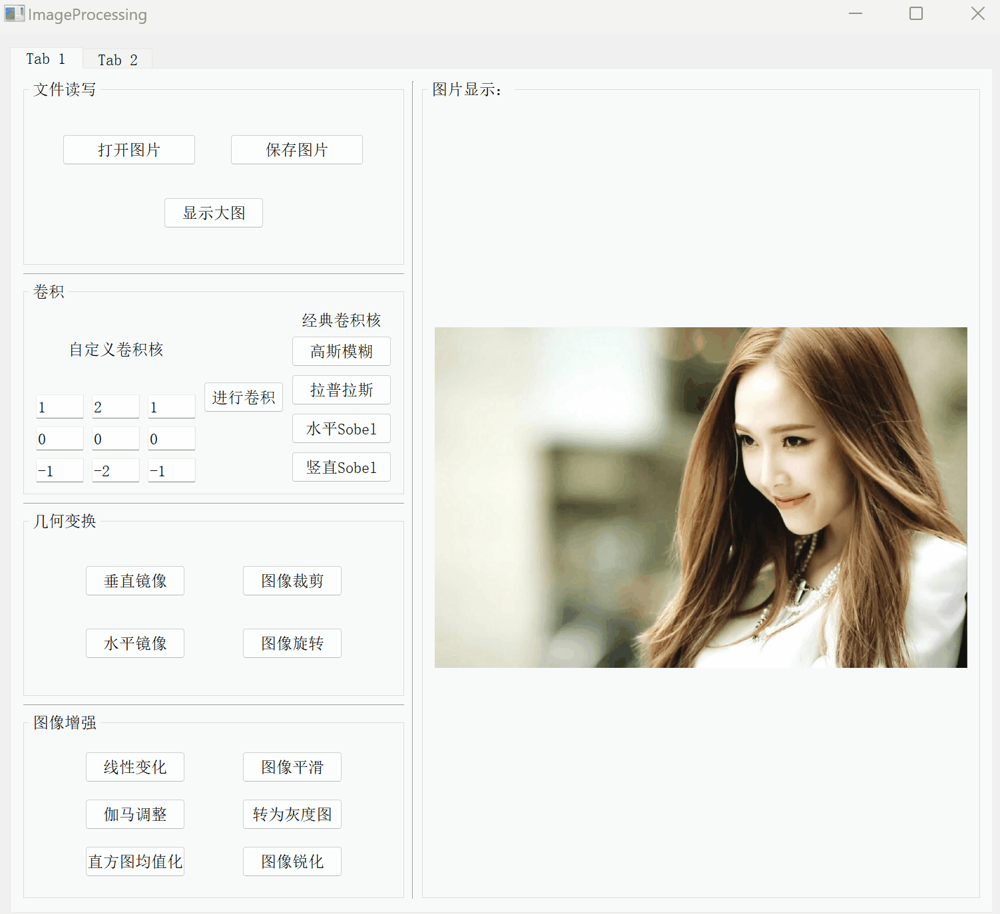 ImageProcessing
Tab 1
Tab 2
文件读写
打开图片
保存图片
显示大图
卷积
自定义卷积核
1 2 1
0 0 0
-1 -2 -1
进行卷积
经典卷积核
高斯模糊
拉普拉斯
水平Sobel
竖直Sobel
几何变换
垂直镜像
图像裁剪
水平镜像
图像旋转
图像增强
线性变化
图像平滑
伽马调整
转为灰度图
直方图均值化
图像锐化
图片显示：